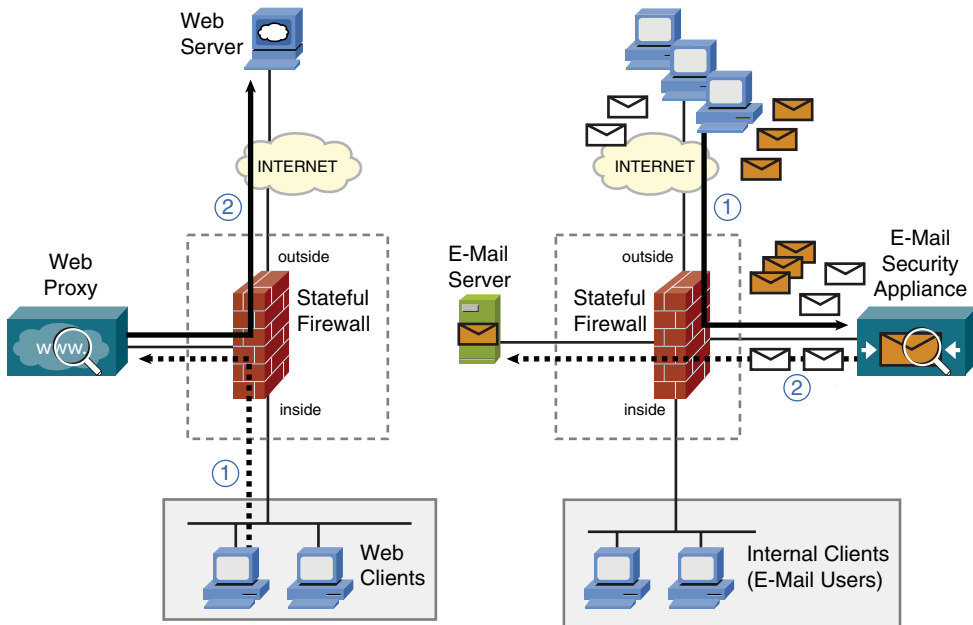 Web
Server
INTERNET
2
outside
Web
Proxy
www.
Stateful
Firewall
inside
1
Web
Clients
INTERNET
1
outside
E-Mail
Server
Stateful
Firewall
E-Mail
Security
Appliance
2
inside
Internal Clients
(E-Mail Users)